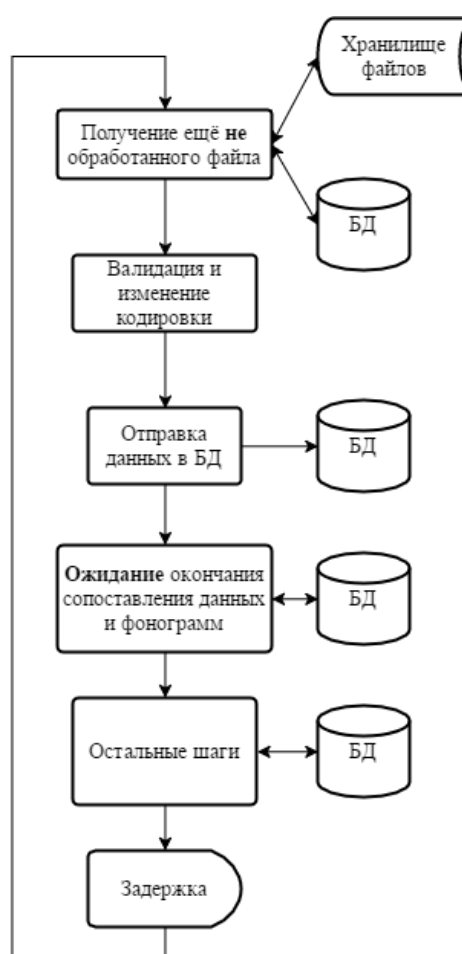 Хранилище
файлов
Получение ещё не
обработанного файла
БД
Валидация и
изменение
кодировки
Отправка
данных в БД
БД
Ожидание окончания
сопоставления данных
и фонограмм
БД
Остальные шаги
БД
Задержка